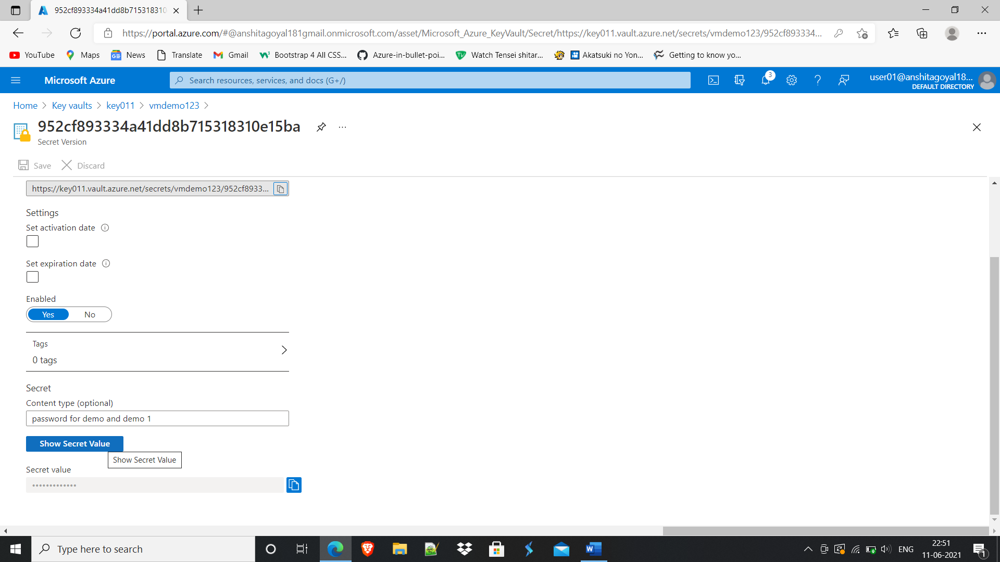 952cf893334a41dd8b715318310
https://portal.azure.com/#@anshitagoyal181gmail.onmicrosoft.com/asset/Microsoft_Azure_KeyVault/Secret/https://key011.vault.azure.net/secrets/vmdemo123/952cf893334...
YouTube Maps News Translate Gmail Bootstrap 4 All CSS... Azure-in-bullet-poi... Watch Tensei shitar... Akatsuki no Yon... Getting to know yo...
Microsoft Azure
Search resources, services, and docs (G+/)
3
user01@anshitagoyal18...
DEFAULT DIRECTORY
Home > Key vaults > key011 > vmdemo123 >
952cf893334a41dd8b715318310e15ba
Secret Version
Save Discard
https://key011.vault.azure.net/secrets/vmdemo123/952cf8933...
Settings
Set activation date
Set expiration date
Enabled
Yes No
Tags
0 tags
Secret
Content type (optional)
password for demo and demo 1
Show Secret Value
Show Secret Value
Secret value
•••••••••••••
Type here to search
ENG
22:51
11-06-2021
1